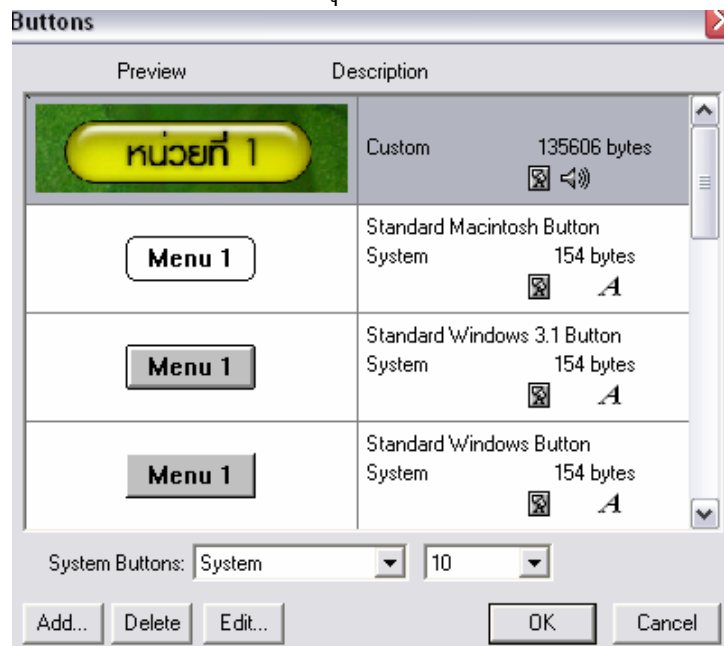 Buttons
Preview Description
หน่วยที่ 1
Custom 135606 bytes
Menu 1
Standard Macintosh Button
System 154 bytes
A
Menu 1
Standard Windows 3.1 Button
System 154 bytes
A
Menu 1
Standard Windows Button
System 154 bytes
A
System Buttons: System 10
Add... Delete Edit... OK Cancel